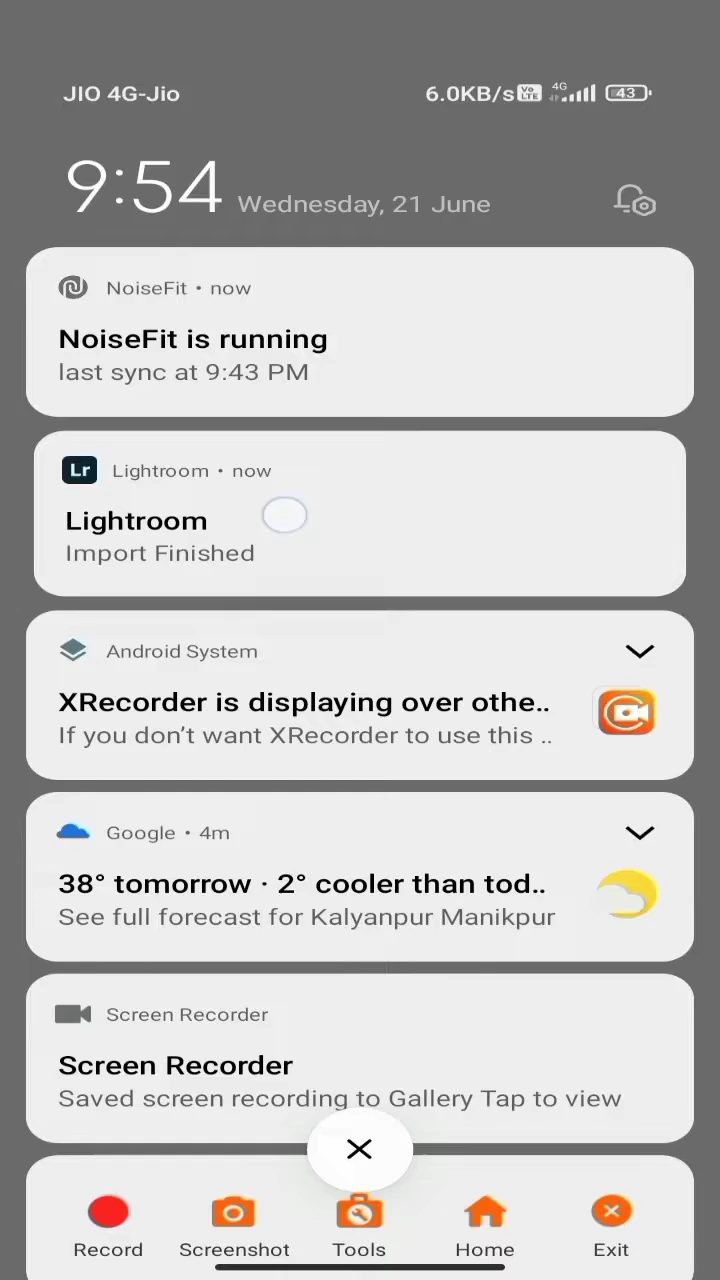 JIO 4G-Jio 6.0KB/s Vo LTE 4G 43
9:54 Wednesday, 21 June
NoiseFit • now
NoiseFit is running
last sync at 9:43 PM
Lr Lightroom • now
Lightroom
Import Finished
Android System
XRecorder is displaying over othe..
If you don't want XRecorder to use this ..
Google • 4m
38° tomorrow · 2° cooler than tod..
See full forecast for Kalyanpur Manikpur
Screen Recorder
Screen Recorder
Saved screen recording to Gallery Tap to view
Record Screenshot Tools Home Exit